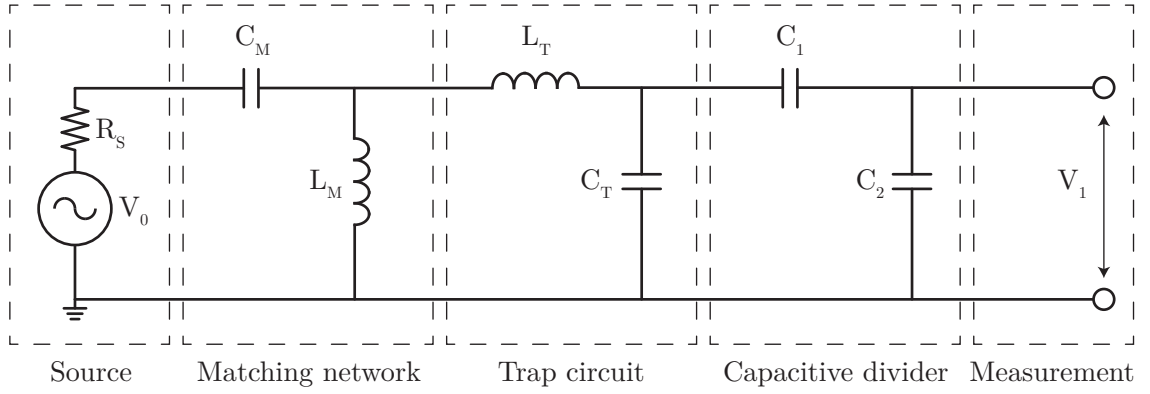 C_M
L_T
C_1
R_S
L_M
C_T
C_2
V_1
V_0
Source
Matching network
Trap circuit
Capacitive divider
Measurement